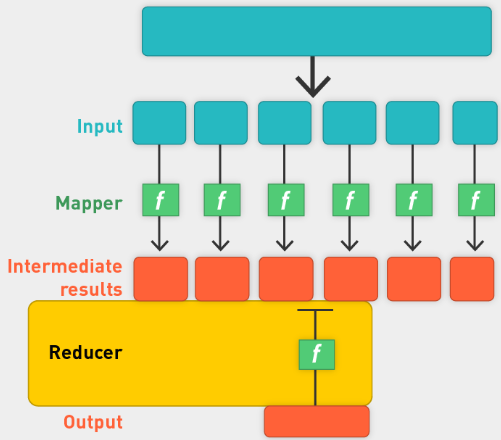 Input
Mapper
f f f f f f
Intermediate
results
Reducer
f
Output